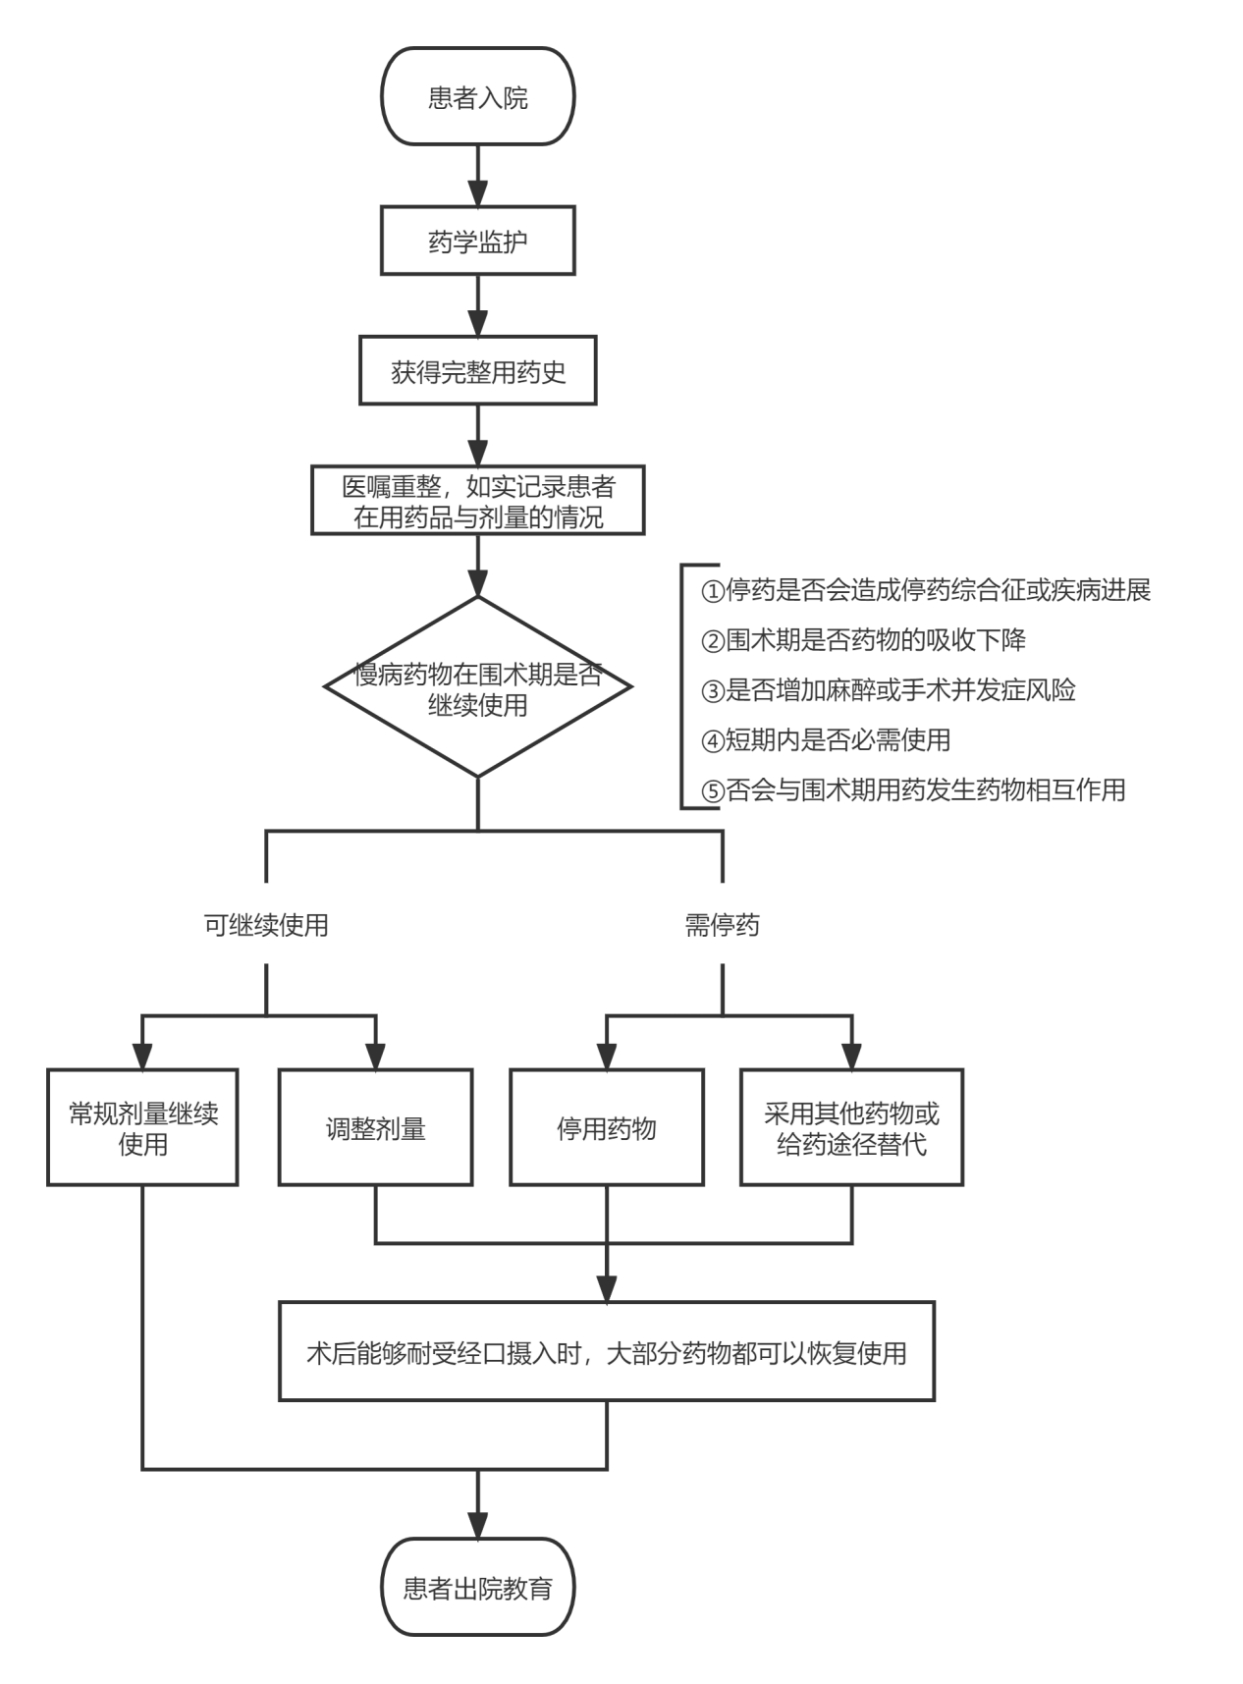 患者入院
药学监护
获得完整用药史
医嘱重整，如实记录患者
在用药品与剂量的情况
慢病药物在围术期是否
继续使用
①停药是否会造成停药综合征或疾病进展
②围术期是否药物的吸收下降
③是否增加麻醉或手术并发症风险
④短期内是否必需使用
⑤否会与围术期用药发生药物相互作用
可继续使用
需停药
常规剂量继续
使用
调整剂量
停用药物
采用其他药物或
给药途径替代
术后能够耐受经口摄入时，大部分药物都可以恢复使用
患者出院教育